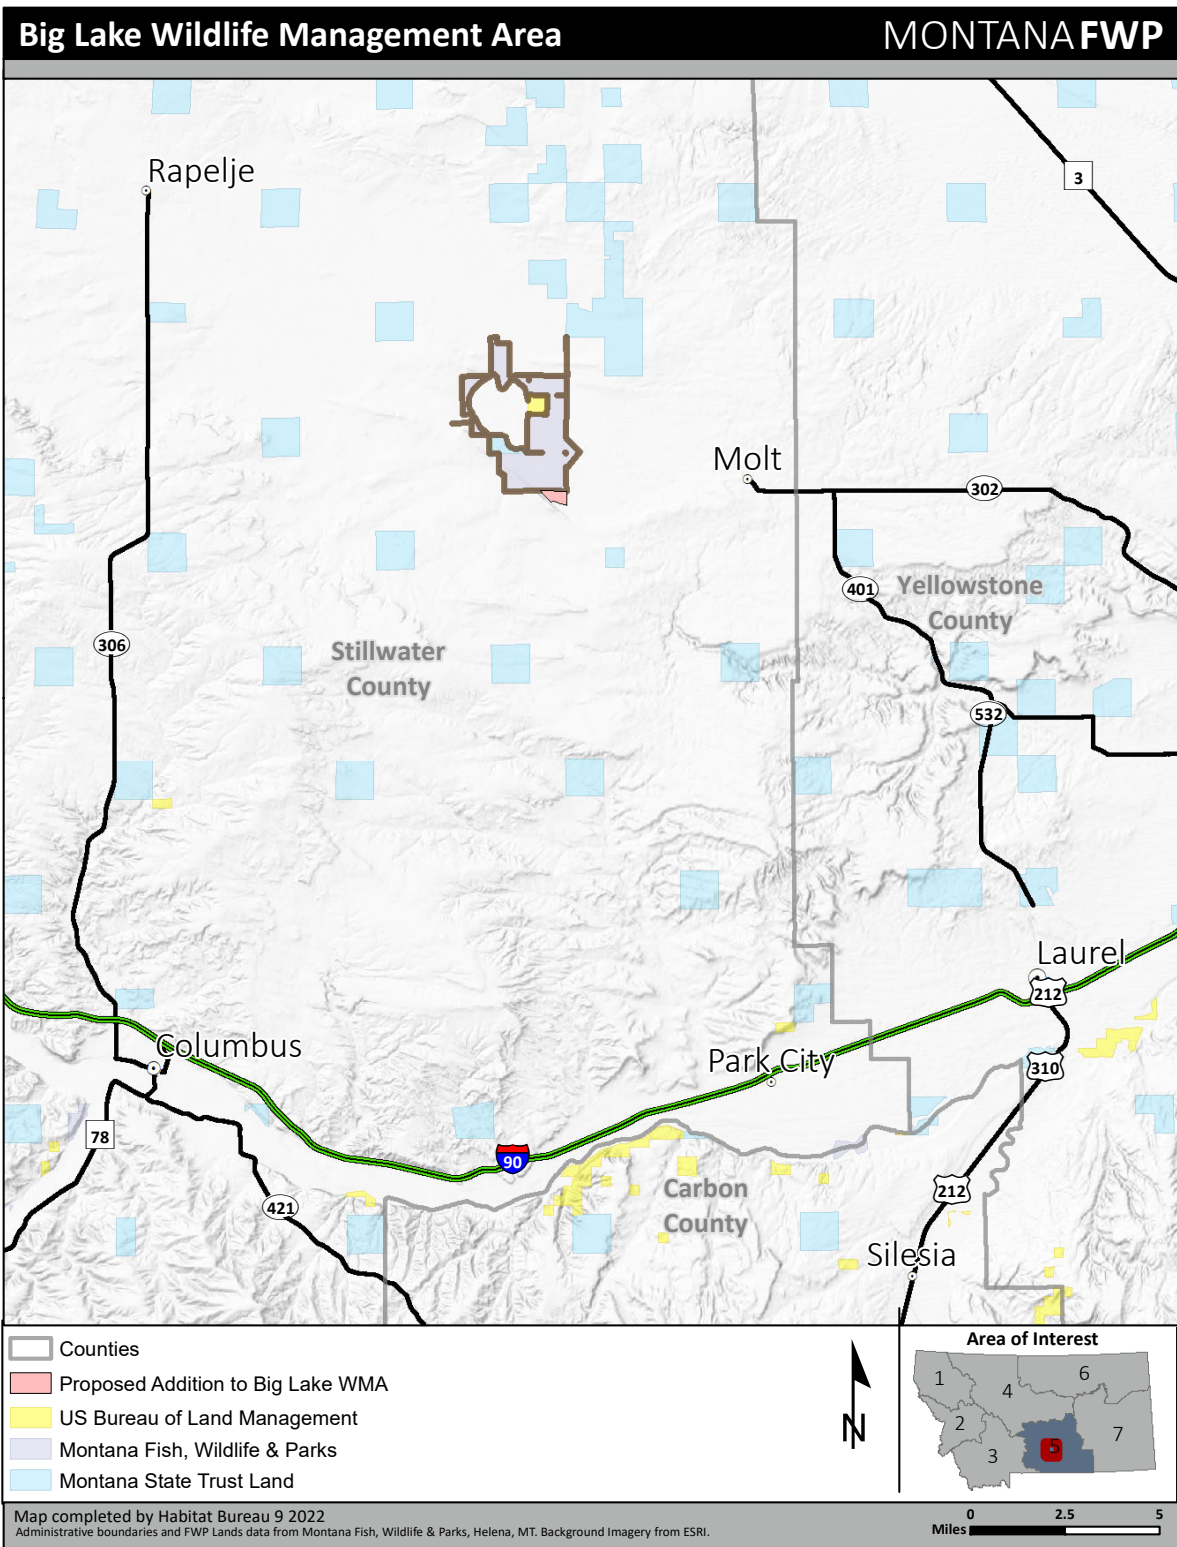 Big Lake Wildlife Management Area
MONTANA FWP
Rapelje
3
Molt
302
401
Yellowstone
County
306
Stillwater
County
532
Laurel
212
Columbus
Park City
310
78
90
212
Carbon
County
421
Silesia
Counties
Proposed Addition to Big Lake WMA
US Bureau of Land Management
Montana Fish, Wildlife & Parks
Montana State Trust Land
N
Area of Interest
1
4
6
2
7
3
5
Map completed by Habitat Bureau 9 2022
Administrative boundaries and FWP Lands data from Montana Fish, Wildlife & Parks, Helena, MT. Background Imagery from ESRI.
0 2.5 5
Miles